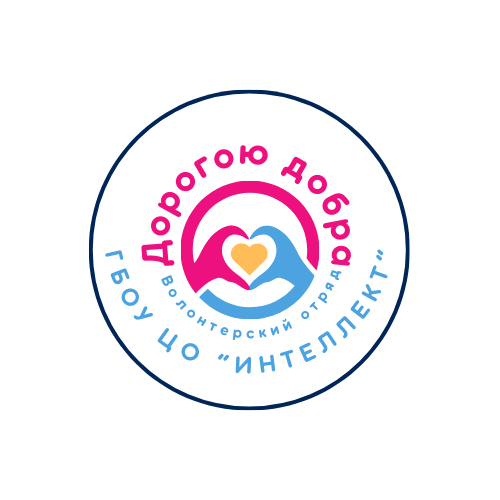 Дорогою добра
Волонтерский отряд
ГБОУ ЦО "ИНТЕЛЛЕКТ"